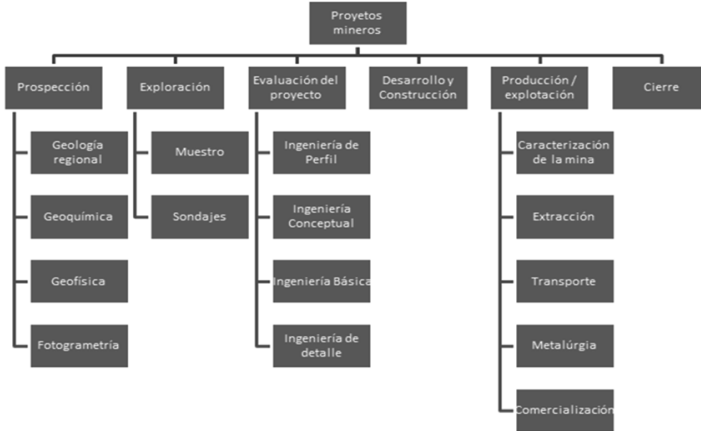 Proyetos
mineros
Prospección
Exploración
Evaluación del
proyecto
Desarrollo y
Construcción
Producción /
explotación
Cierre
Geología
regional
Geoquímica
Geofísica
Fotogrametría
Muestro
Sondajes
Ingeniería de
Perfil
Ingeniería
Conceptual
Ingeniería Básica
Ingeniería de
detalle
Caracterización
de la mina
Extracción
Transporte
Metalúrgia
Comercialización